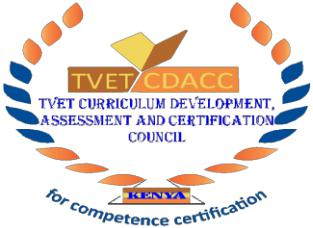 TVET CDACC
TVET CURRICULUM DEVELOPMENT,
ASSESSMENT AND CERTIFICATION
COUNCIL
KENYA
for competence certification